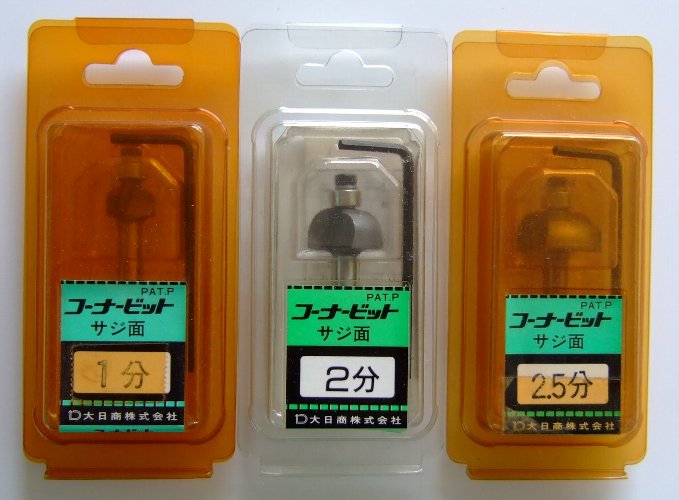 PAT.P
コーナービット
サジ面
1分
大日商株式会社
PAT.P
コーナービット
サジ面
2分
大日商株式会社
PAT.P
コーナービット
サジ面
2.5分
大日商株式会社